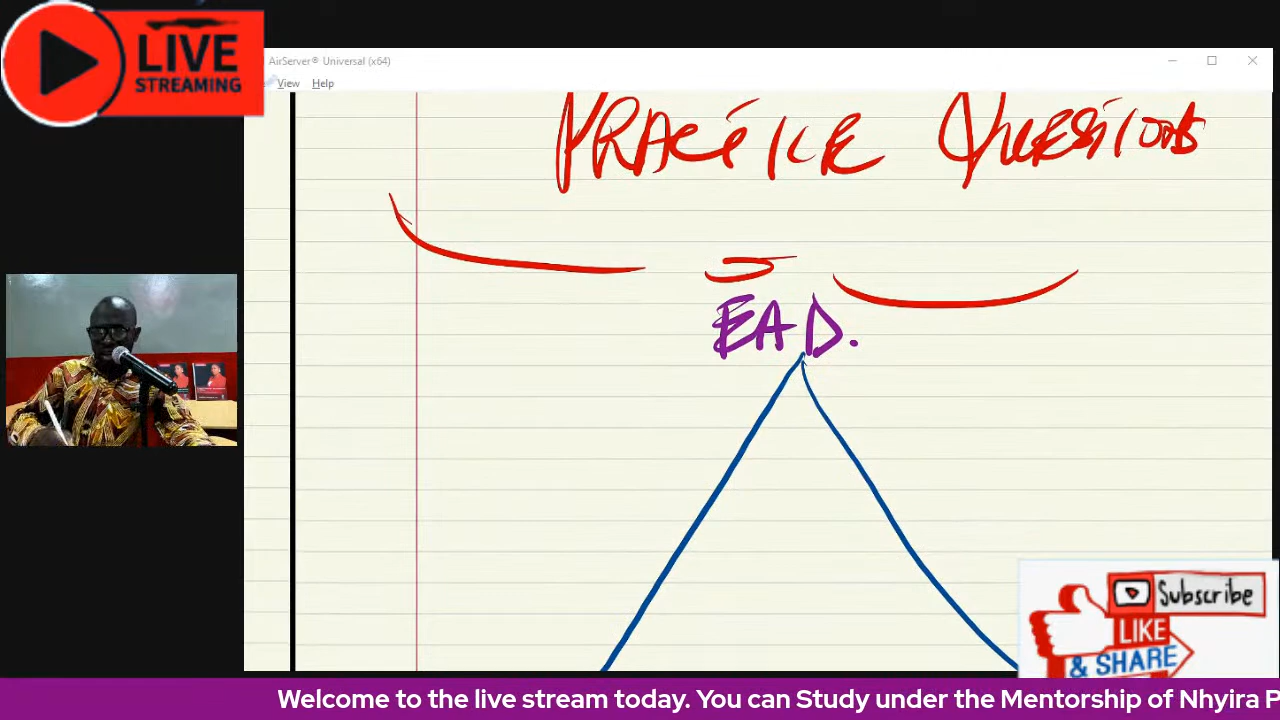 LIVE
STREAMING
AirServer® Universal (x64)
View
Help
PRACTICE QUESTIONS
EAD.
Subscribe
LIKE
& SHARE
Welcome to the live stream today. You can Study under the Mentorship of Nhyira P